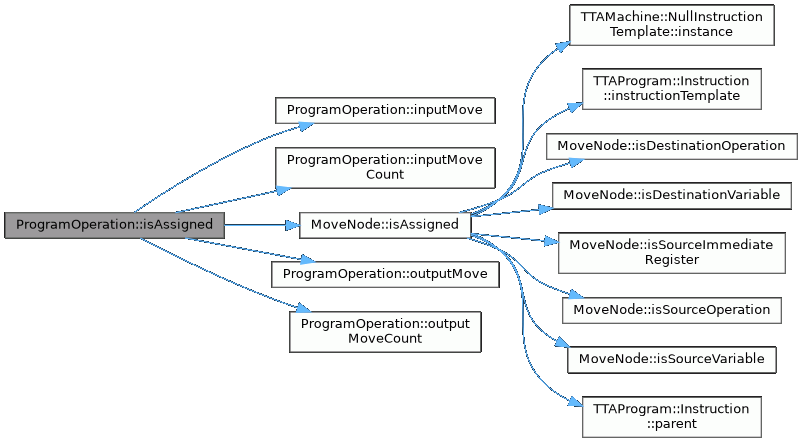 ProgramOperation::isAssigned
ProgramOperation::inputMove
ProgramOperation::inputMove
Count
MoveNode::isAssigned
ProgramOperation::outputMove
ProgramOperation::output
MoveCount
TTAMachine::NullInstruction
Template::instance
TTAProgram::Instruction
::instructionTemplate
MoveNode::isDestinationOperation
MoveNode::isDestinationVariable
MoveNode::isSourceImmediate
Register
MoveNode::isSourceOperation
MoveNode::isSourceVariable
TTAProgram::Instruction
::parent